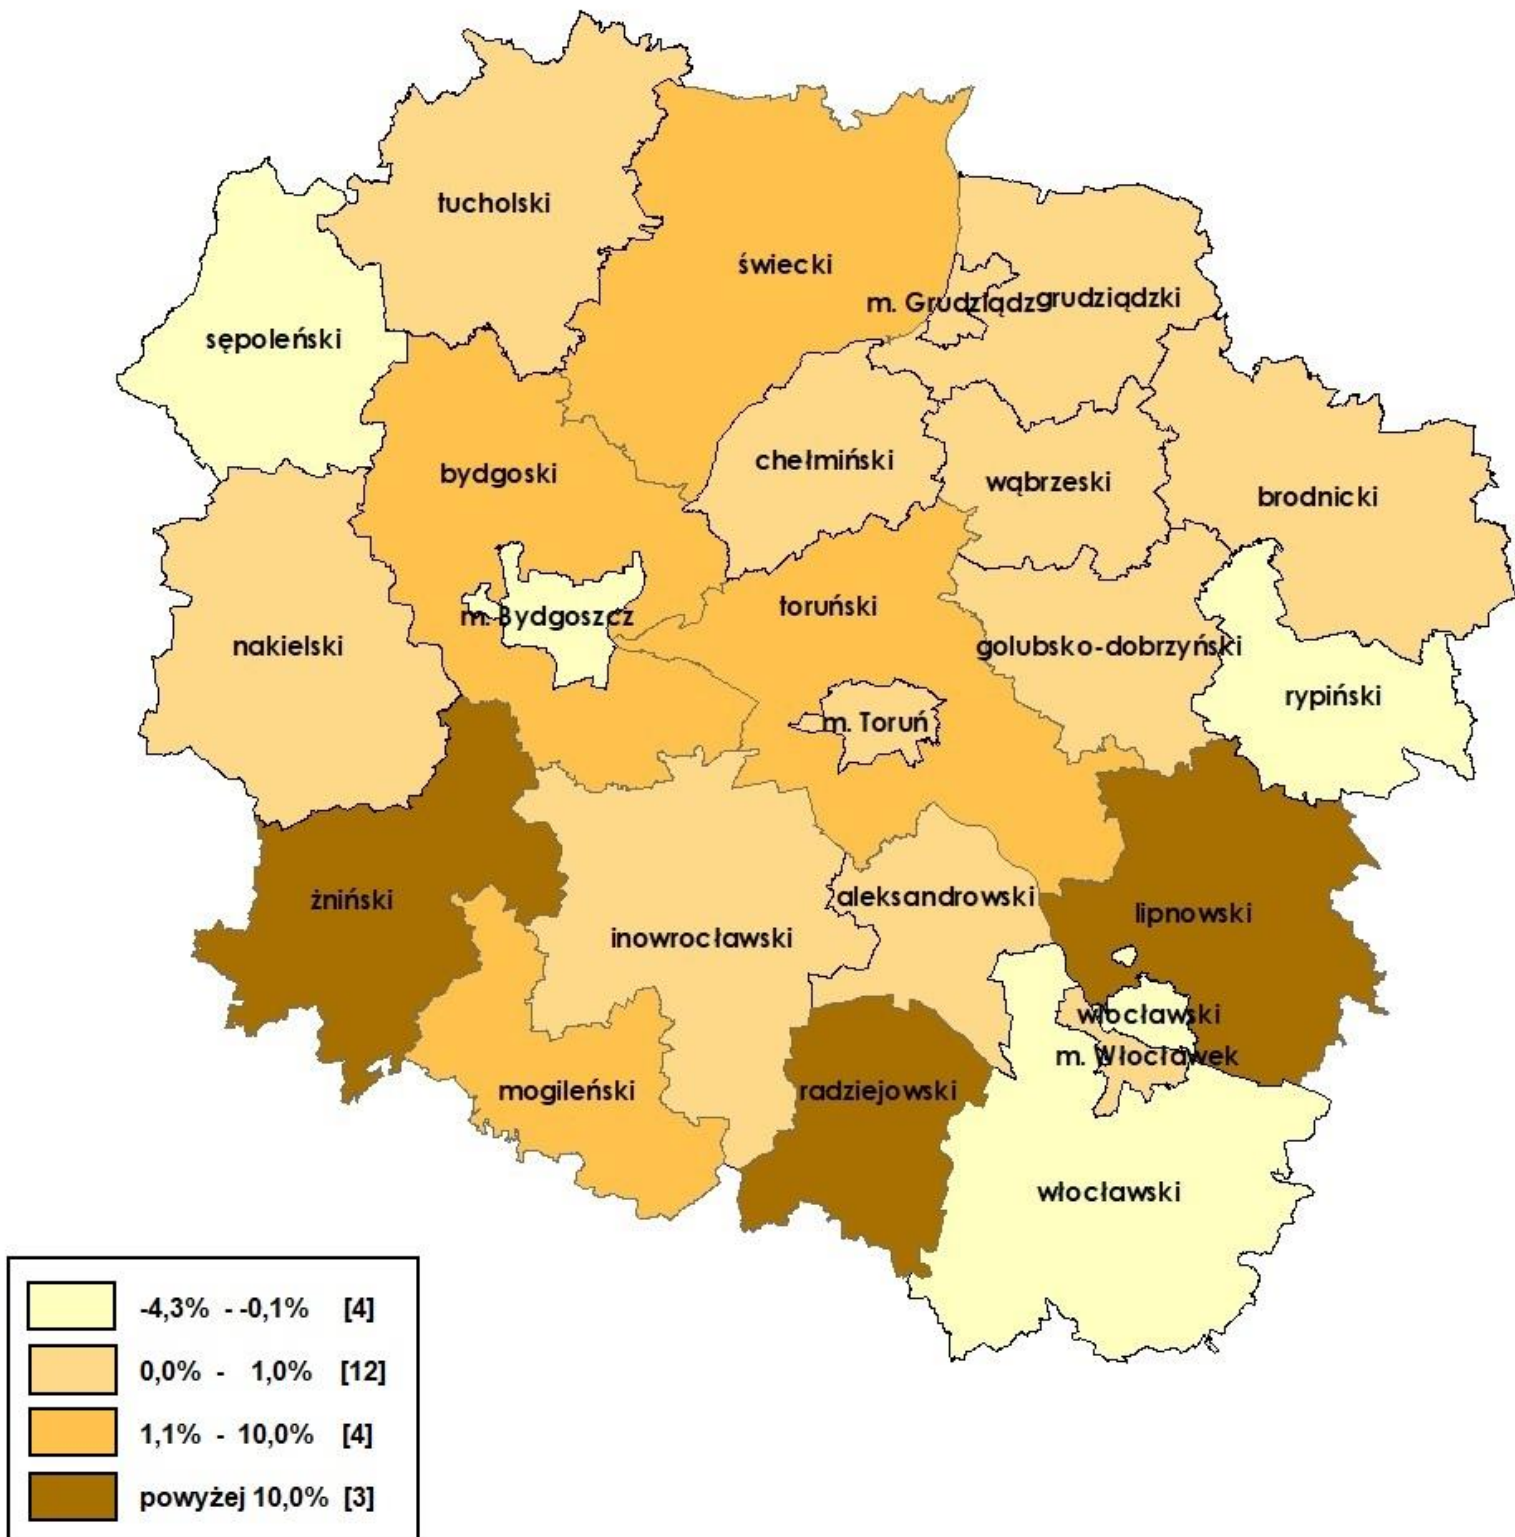 tucholski
świecki
m. Grudziądz
grudziądzki
sępoleński
chełmiński
bydgoski
wąbrzeski
brodnicki
toruński
m. Bydgoszcz
nakielski
golubsko-dobrzyński
rypiński
m. Toruń
żniński
aleksandrowski
lipnowski
inowrocławski
włocławski
m. Włocławek
mogileński
radziejowski
włocławski
-4,3% - -0,1% [4]
0,0% - 1,0% [12]
1,1% - 10,0% [4]
powyżej 10,0% [3]